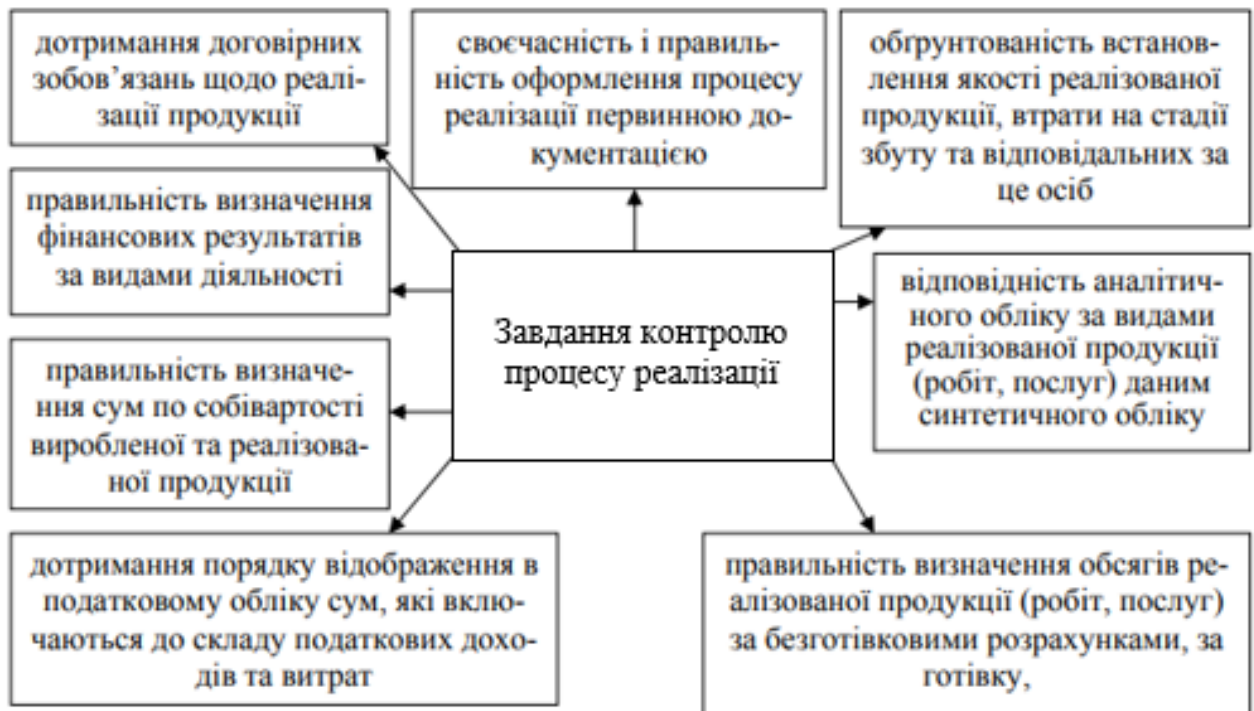 дотримання договірних
зобов’язань щодо реалі-
зації продукції
своєчасність і правиль-
ність оформлення процесу
реалізації первинною до-
кументацією
обґрунтованість встанов-
лення якості реалізованої
продукції, втрати на стадії
збуту та відповідальних за
це осіб
правильність визначення
фінансових результатів
за видами діяльності
Завдання контролю
процесу реалізації
відповідність аналітич-
ного обліку за видами
реалізованої продукції
(робіт, послуг) даним
синтетичного обліку
правильність визначе-
ння сум по собівартості
виробленої та реалізова-
ної продукції
дотримання порядку відображення в
податковому обліку сум, які вклю-
чаються до складу податкових дохо-
дів та витрат
правильність визначення обсягів ре-
алізованої продукції (робіт, послуг)
за безготівковими розрахунками, за
готівку,